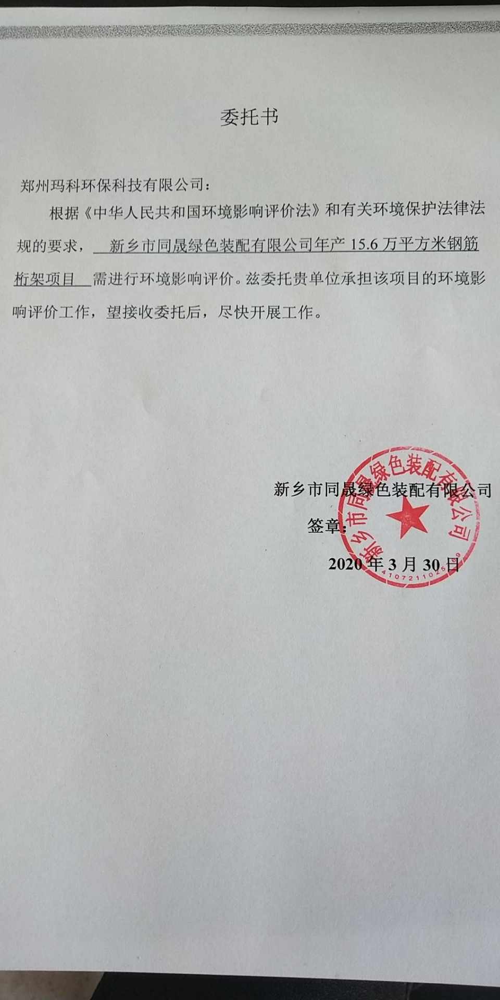 委托书
郑州玛科环保科技有限公司：
根据《中华人民共和国环境影响评价法》和有关环境保护法律法
规的要求，新乡市同晟绿色装配有限公司年产 15.6 万平方米钢筋
桁架项目 需进行环境影响评价。兹委托贵单位承担该项目的环境影
响评价工作，望接收委托后，尽快开展工作。
新乡市同晟绿色装配有限公司
签章：
2020 年 3 月 30 日
新乡市同晟绿色装配有限公司